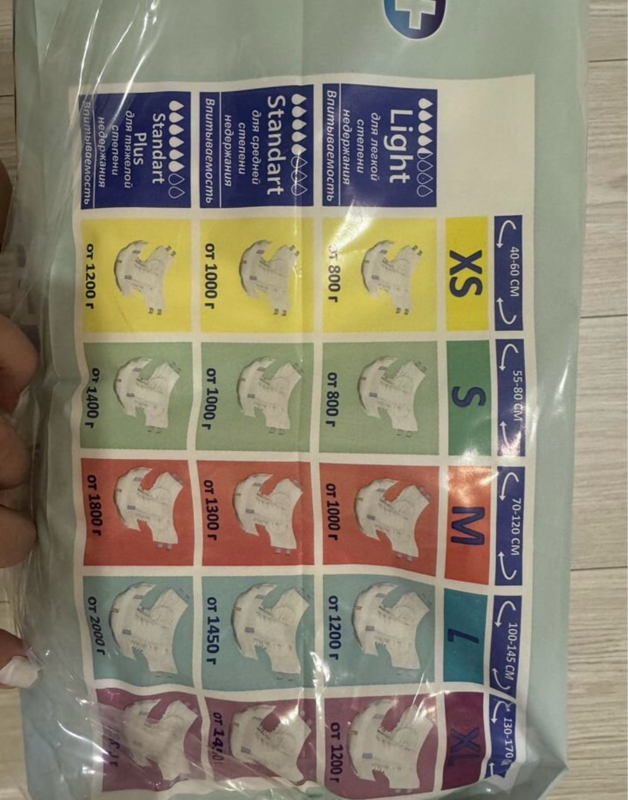 40-60 СМ
55-80 СМ
70-120 СМ
100-145 СМ
130-170
XS
S
M
L
XL
Light
для легкой
степени
недержания
Впитываемость
от 800 г
от 800 г
от 1000 г
от 1200 г
от 1200 г
Standart
для средней
степени
недержания
Впитываемость
от 1000 г
от 1000 г
от 1300 г
от 1450 г
от
Standart
Plus
для тяжелой
степени
недержания
Впитываемость
от 1200 г
от 1400 г
от 1800 г
от 2000 г